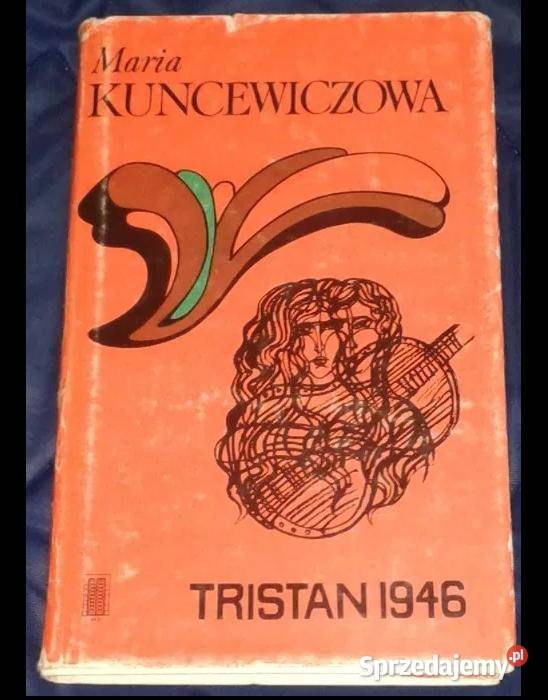 Maria
KUNCEWICZOWA
TRISTAN 1946
Sprzedajemy.pl